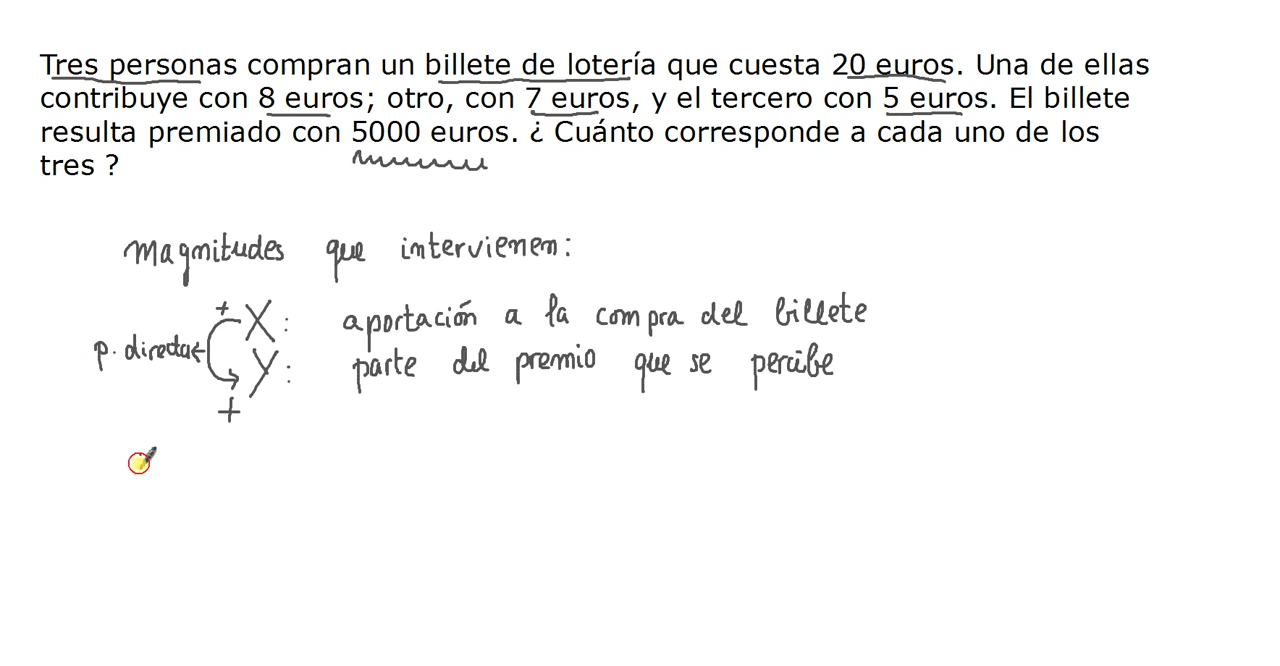 Tres personas compran un billete de lotería que cuesta 20 euros. Una de ellas
contribuye con 8 euros; otro, con 7 euros, y el tercero con 5 euros. El billete
resulta premiado con 5000 euros. ¿ Cuánto corresponde a cada uno de los
tres ?
magnitudes que intervienen:
+
X: aportación a la compra del billete
p. directa
Y: parte del premio que se percibe
+